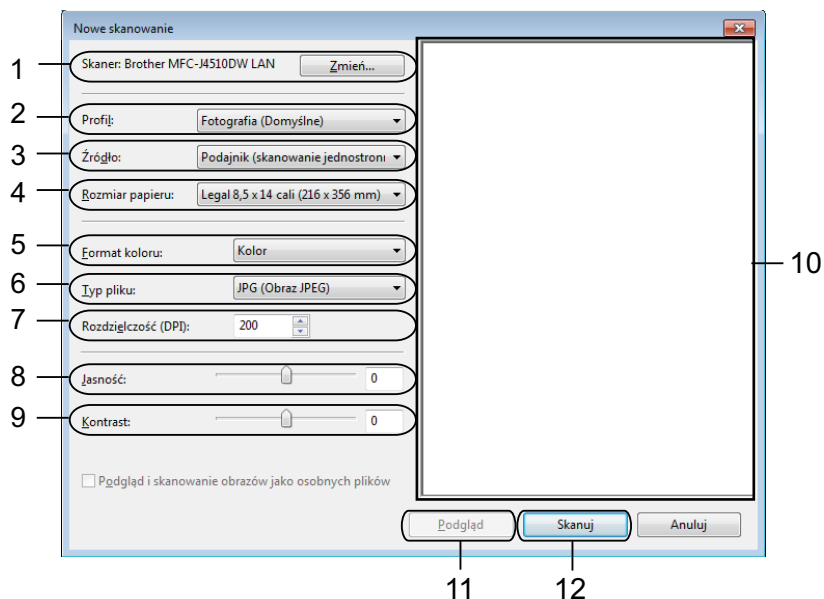 Nowe skanowanie
1 Skaner: Brother MFC-J4510DW LAN Zmień...
2 Profil: Fotografia (Domyślne)
3 Źródło: Podajnik (skanowanie jednostron
4 Rozmiar papieru: Legal 8,5 x 14 cali (216 x 356 mm)
5 Format koloru: Kolor
10
6 Typ pliku: JPG (Obraz JPEG)
7 Rozdzielczość (DPI): 200
8 Jasność: 0
9 Kontrast: 0
Podgląd i skanowanie obrazów jako osobnych plików
Podgląd Skanuj Anuluj
11 12